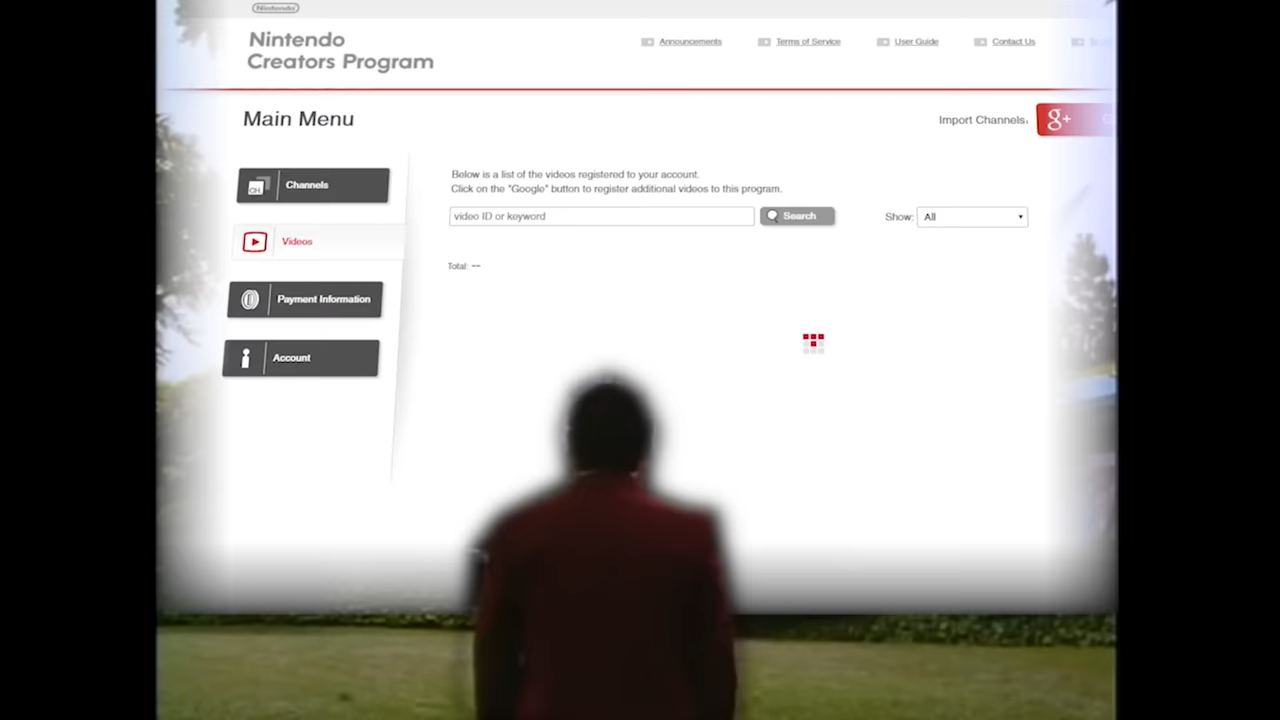 Nintendo
Nintendo
Creators Program
Announcements
Terms of Service
User Guide
Contact Us
Main Menu
Import Channels,
g+
CH
Channels
Videos
Payment Information
Account
Below is a list of the videos registered to your account.
Click on the "Google" button to register additional videos to this program.
video ID or keyword
Search
Show:
All
Total: --